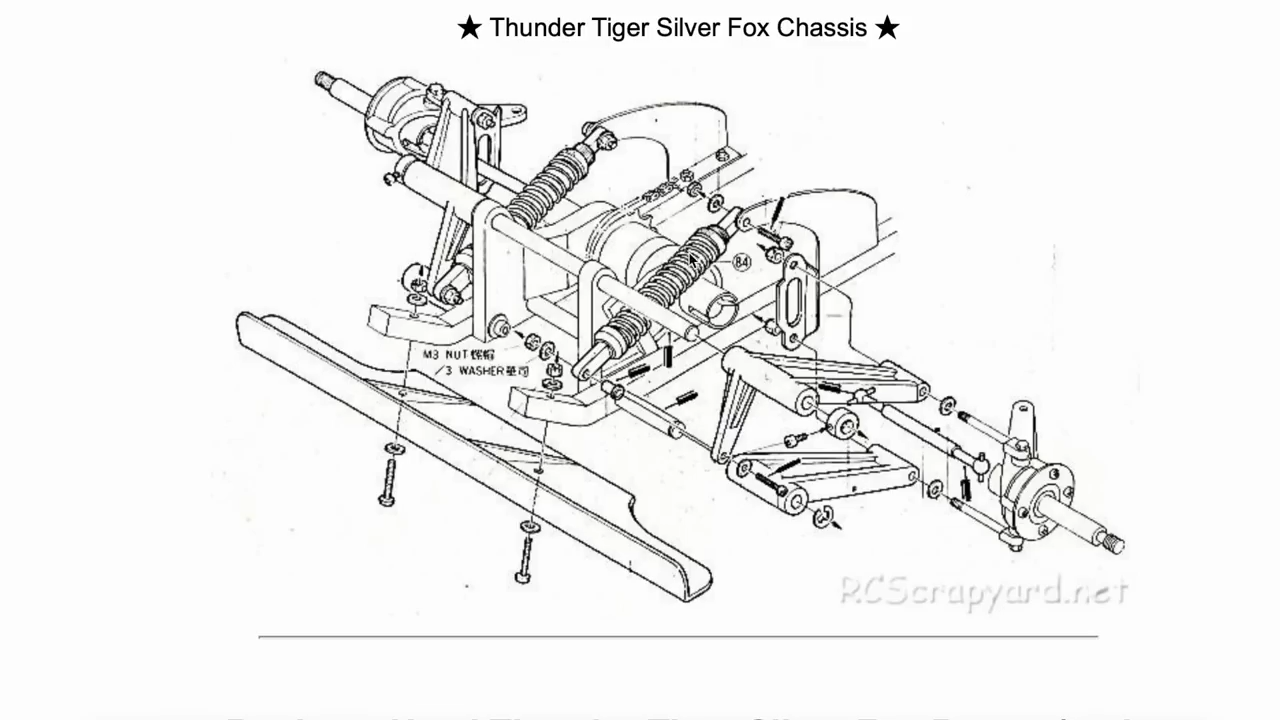 ★ Thunder Tiger Silver Fox Chassis ★
84
M3 NUT 螺帽
/3 WASHER 華司
RCScrapyard.net